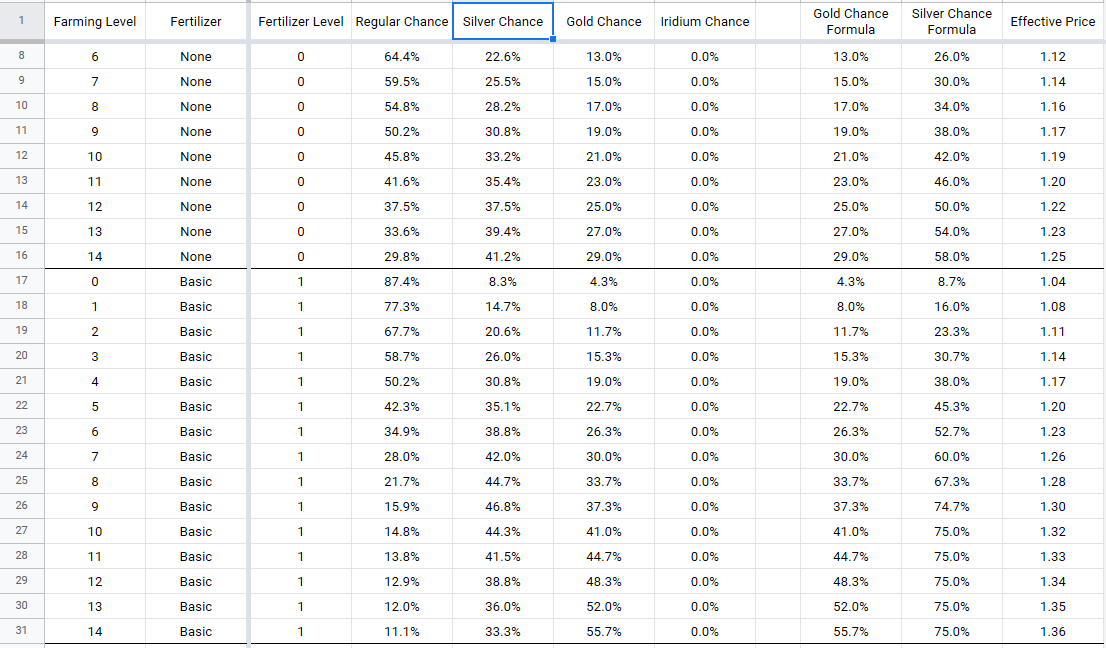 1 Farming Level Fertilizer Fertilizer Level Regular Chance Silver Chance Gold Chance Iridium Chance Gold Chance Formula Silver Chance Formula Effective Price
8 6 None 0 64.4% 22.6% 13.0% 0.0% 13.0% 26.0% 1.12
9 7 None 0 59.5% 25.5% 15.0% 0.0% 15.0% 30.0% 1.14
10 8 None 0 54.8% 28.2% 17.0% 0.0% 17.0% 34.0% 1.16
11 9 None 0 50.2% 30.8% 19.0% 0.0% 19.0% 38.0% 1.17
12 10 None 0 45.8% 33.2% 21.0% 0.0% 21.0% 42.0% 1.19
13 11 None 0 41.6% 35.4% 23.0% 0.0% 23.0% 46.0% 1.20
14 12 None 0 37.5% 37.5% 25.0% 0.0% 25.0% 50.0% 1.22
15 13 None 0 33.6% 39.4% 27.0% 0.0% 27.0% 54.0% 1.23
16 14 None 0 29.8% 41.2% 29.0% 0.0% 29.0% 58.0% 1.25
17 0 Basic 1 87.4% 8.3% 4.3% 0.0% 4.3% 8.7% 1.04
18 1 Basic 1 77.3% 14.7% 8.0% 0.0% 8.0% 16.0% 1.08
19 2 Basic 1 67.7% 20.6% 11.7% 0.0% 11.7% 23.3% 1.11
20 3 Basic 1 58.7% 26.0% 15.3% 0.0% 15.3% 30.7% 1.14
21 4 Basic 1 50.2% 30.8% 19.0% 0.0% 19.0% 38.0% 1.17
22 5 Basic 1 42.3% 35.1% 22.7% 0.0% 22.7% 45.3% 1.20
23 6 Basic 1 34.9% 38.8% 26.3% 0.0% 26.3% 52.7% 1.23
24 7 Basic 1 28.0% 42.0% 30.0% 0.0% 30.0% 60.0% 1.26
25 8 Basic 1 21.7% 44.7% 33.7% 0.0% 33.7% 67.3% 1.28
26 9 Basic 1 15.9% 46.8% 37.3% 0.0% 37.3% 74.7% 1.30
27 10 Basic 1 14.8% 44.3% 41.0% 0.0% 41.0% 75.0% 1.32
28 11 Basic 1 13.8% 41.5% 44.7% 0.0% 44.7% 75.0% 1.33
29 12 Basic 1 12.9% 38.8% 48.3% 0.0% 48.3% 75.0% 1.34
30 13 Basic 1 12.0% 36.0% 52.0% 0.0% 52.0% 75.0% 1.35
31 14 Basic 1 11.1% 33.3% 55.7% 0.0% 55.7% 75.0% 1.36